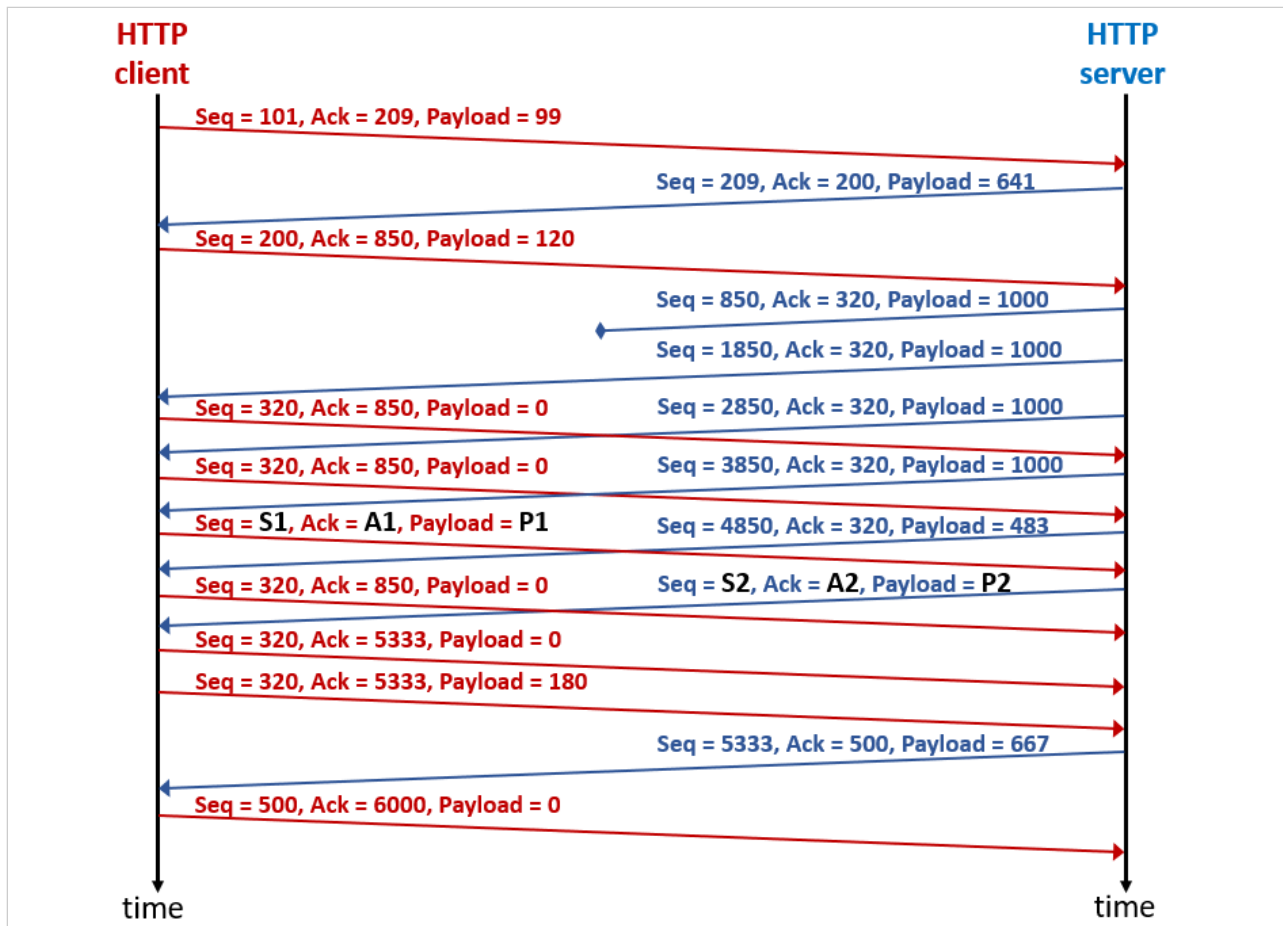 HTTP
client
HTTP
server
Seq = 101, Ack = 209, Payload = 99
Seq = 209, Ack = 200, Payload = 641
Seq = 200, Ack = 850, Payload = 120
Seq = 850, Ack = 320, Payload = 1000
Seq = 1850, Ack = 320, Payload = 1000
Seq = 320, Ack = 850, Payload = 0
Seq = 2850, Ack = 320, Payload = 1000
Seq = 320, Ack = 850, Payload = 0
Seq = 3850, Ack = 320, Payload = 1000
Seq = S1, Ack = A1, Payload = P1
Seq = 4850, Ack = 320, Payload = 483
Seq = 320, Ack = 850, Payload = 0
Seq = S2, Ack = A2, Payload = P2
Seq = 320, Ack = 5333, Payload = 0
Seq = 320, Ack = 5333, Payload = 180
Seq = 5333, Ack = 500, Payload = 667
Seq = 500, Ack = 6000, Payload = 0
time
time